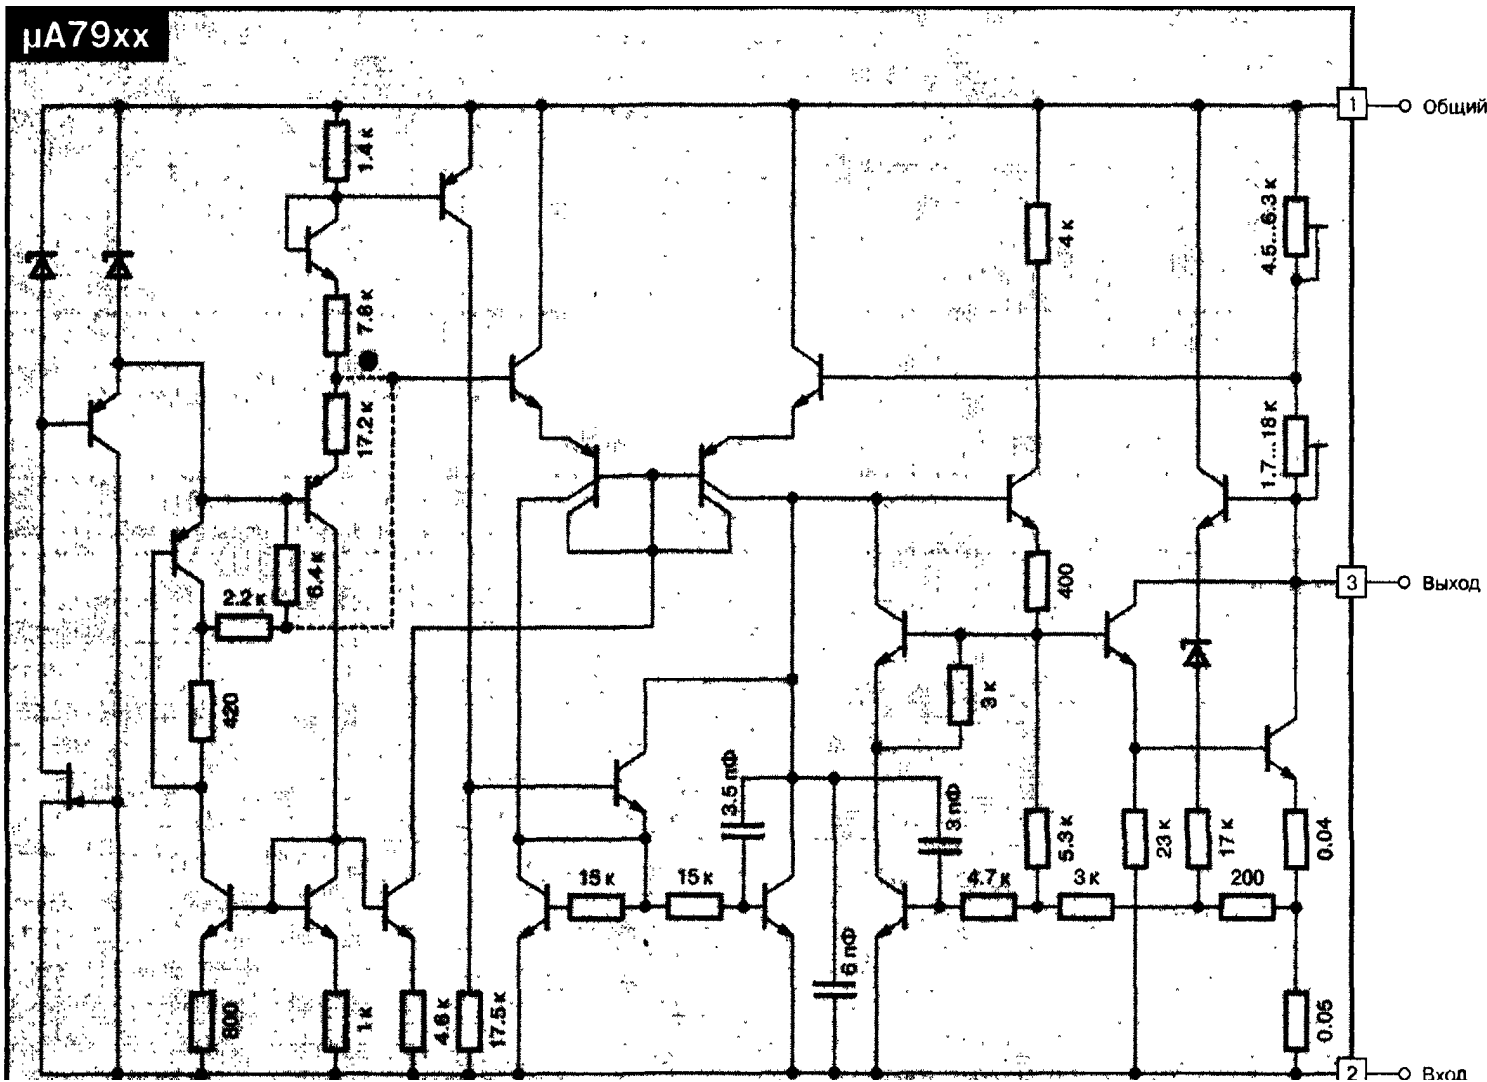 µA79xx
1
Общий
1.4 к
4.5...6.3 к
4 к
7.8 к
17.2 к
1.7...18 к
3
Выход
6.4 к
400
2.2 к
3 к
420
3.5 пФ
3 пФ
5.3 к
23 к
17 к
0.04
15 к
15 к
4.7 к
3 к
200
6 пФ
800
1 к
4.6 к
17.5 к
0.05
2
Вход